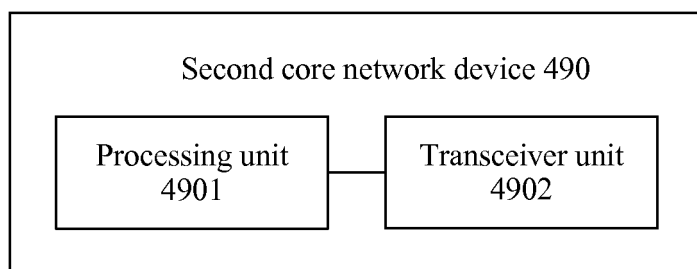 Second core network device 490
Processing unit
4901
Transceiver unit
4902